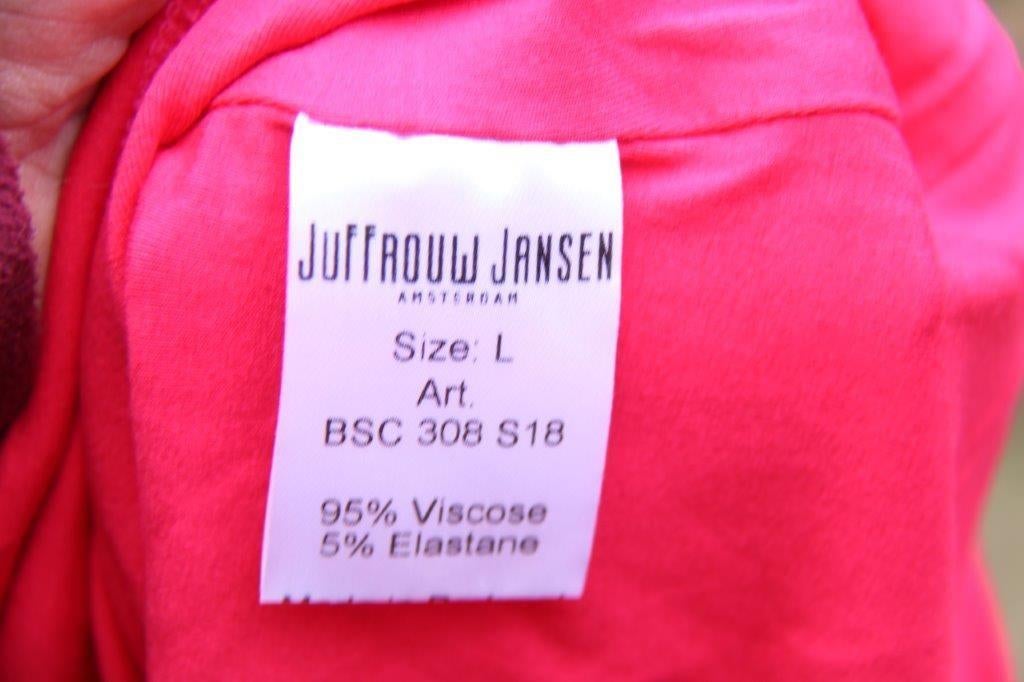 JUFFROUW JANSEN
AMSTERDAM
Size: L
Art.
BSC 308 S18
95% Viscose
5% Elastane